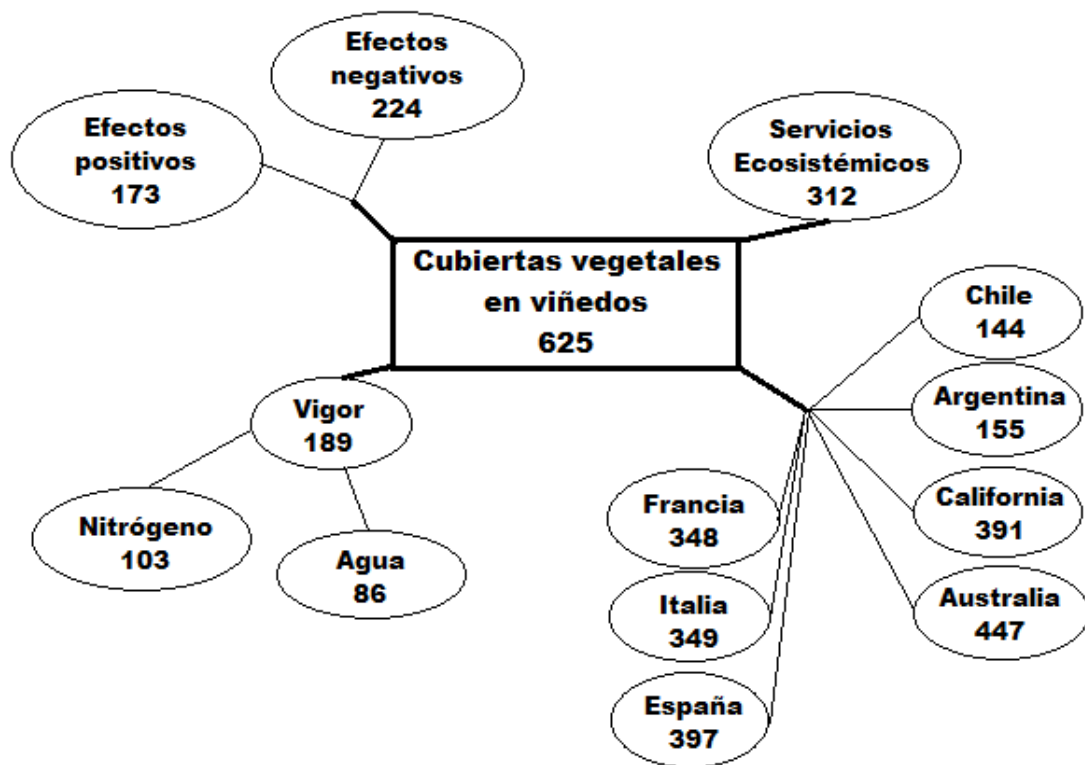 Efectos
negativos
224
Efectos
positivos
173
Servicios
Ecosistémicos
312
Cubiertas vegetales
en viñedos
625
Chile
144
Argentina
155
California
391
Australia
447
Francia
348
Italia
349
España
397
Vigor
189
Nitrógeno
103
Agua
86